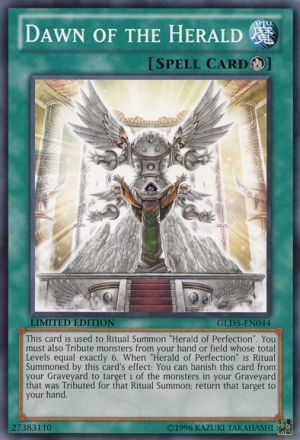 DAWN OF THE HERALD
[SPELL CARD]
LIMITED EDITION GLD5-EN044
This card is used to Ritual Summon "Herald of Perfection". You
must also Tribute monsters from your hand or field whose total
Levels equal exactly 6. When "Herald of Perfection" is Ritual
Summoned by this card's effect: You can banish this card from
your Graveyard to target 1 of the monsters in your Graveyard
that was Tributed for that Ritual Summon; return that target to
your hand.
27383110 ©1996 KAZUKI TAKAHASHI